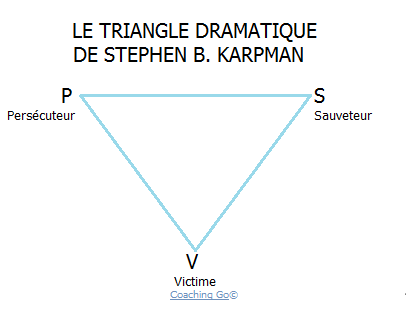 LE TRIANGLE DRAMATIQUE
DE STEPHEN B. KARPMAN
P S
Persécuteur Sauveteur
V
Victime
Coaching Go©